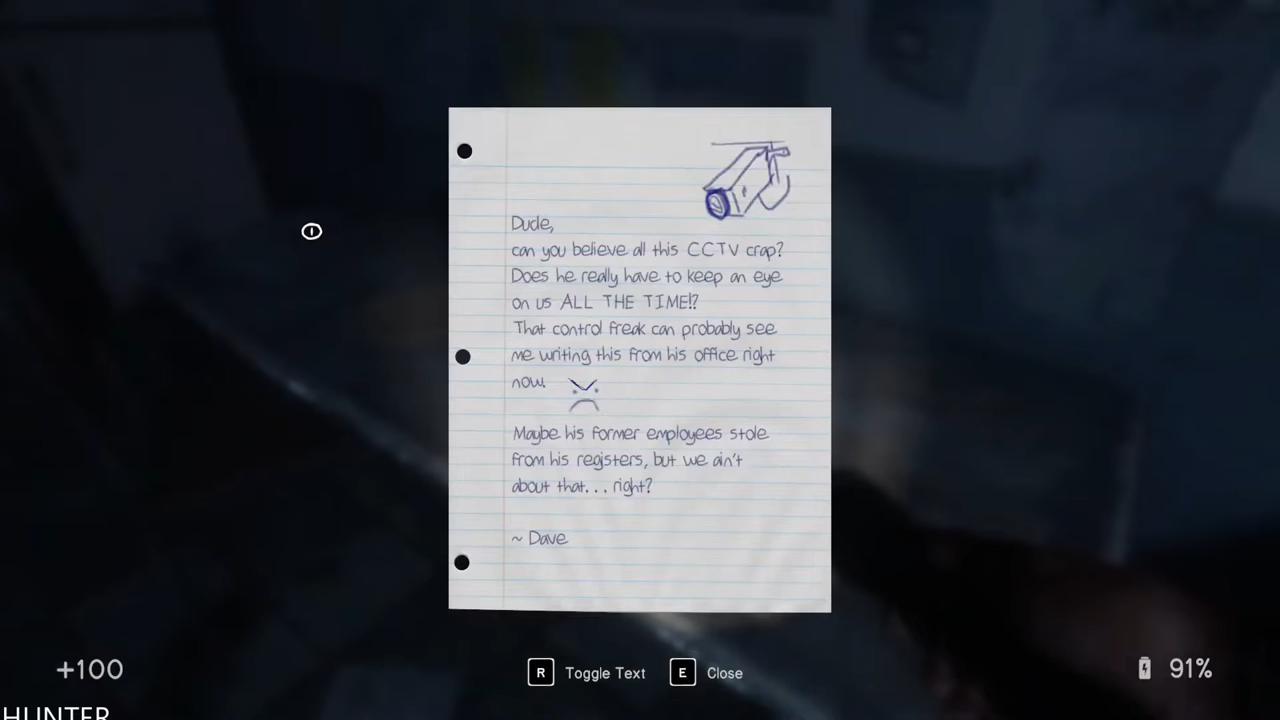 Dude,
can you believe all this CCTV crap?
Does he really have to keep an eye
on us ALL THE TIME!?
That control freak can probably see
me writing this from his office right
now.
Maybe his former employees stole
from his registers, but we ain't
about that... right?
~ Dave
+100
R Toggle Text E Close
91%
HUNTER